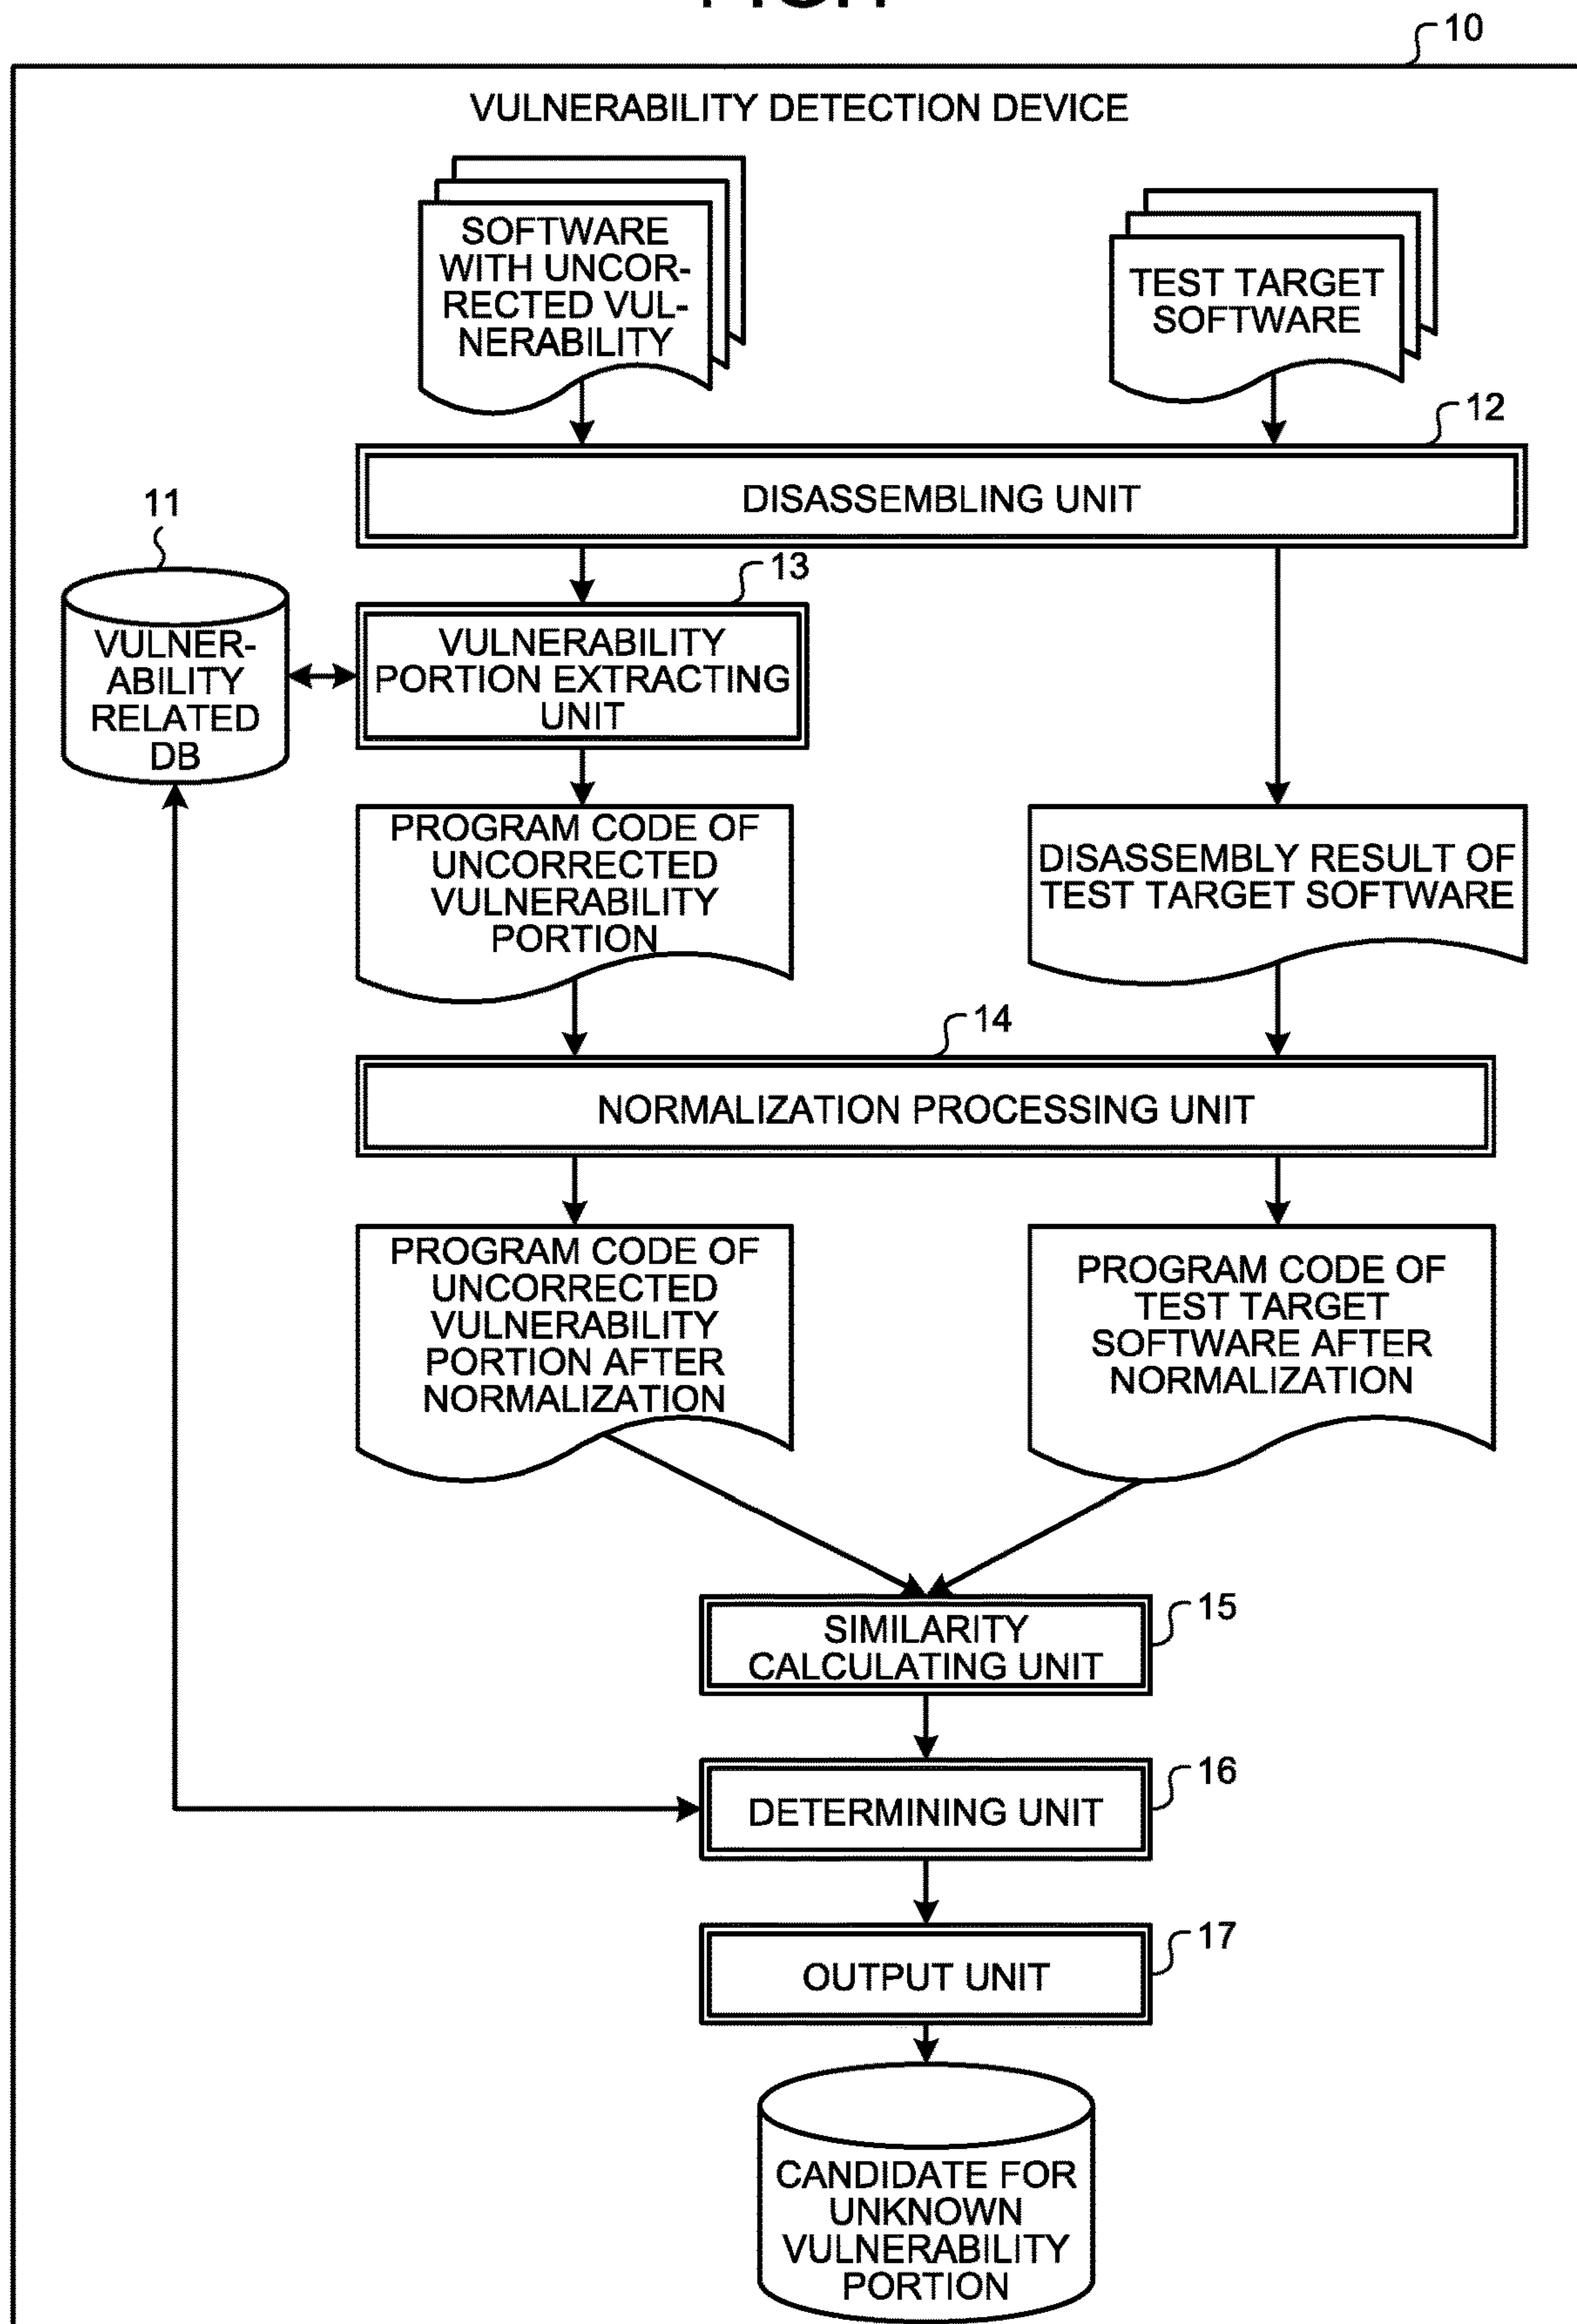 10
VULNERABILITY DETECTION DEVICE
SOFTWARE
WITH UNCOR-
RECTED VUL-
NERABILITY
TEST TARGET
SOFTWARE
12
DISASSEMBLING UNIT
11
13
VULNER-
ABILITY
RELATED
DB
VULNERABILITY
PORTION EXTRACTING
UNIT
PROGRAM CODE OF
UNCORRECTED
VULNERABILITY
PORTION
DISASSEMBLY RESULT OF
TEST TARGET SOFTWARE
14
NORMALIZATION PROCESSING UNIT
PROGRAM CODE OF
UNCORRECTED
VULNERABILITY
PORTION AFTER
NORMALIZATION
PROGRAM CODE OF
TEST TARGET
SOFTWARE AFTER
NORMALIZATION
SIMILARITY
CALCULATING UNIT
15
DETERMINING UNIT
16
OUTPUT UNIT
17
CANDIDATE FOR
UNKNOWN
VULNERABILITY
PORTION